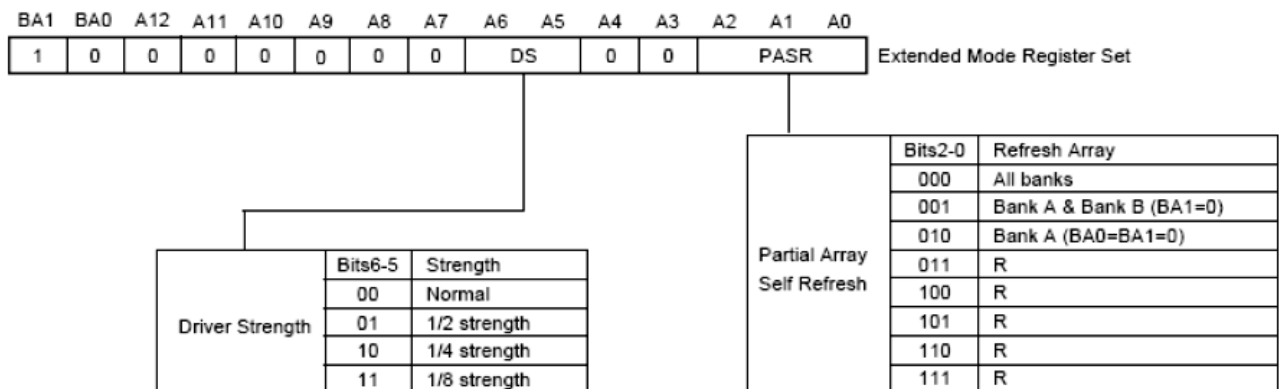 BA1 BA0 A12 A11 A10 A9 A8 A7 A6 A5 A4 A3 A2 A1 A0
1 0 0 0 0 0 0 0 DS 0 0 PASR Extended Mode Register Set
Bits2-0 Refresh Array
000 All banks
001 Bank A & Bank B (BA1=0)
010 Bank A (BA0=BA1=0)
011 R
100 R
101 R
110 R
111 R
Partial Array
Self Refresh
Bits6-5 Strength
00 Normal
01 1/2 strength
10 1/4 strength
11 1/8 strength
Driver Strength